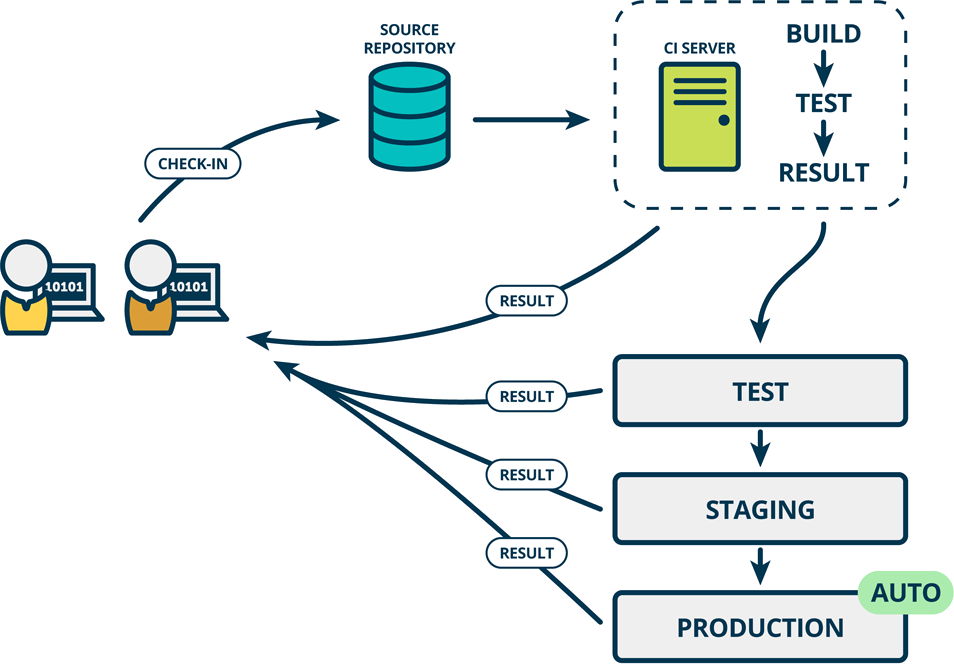 SOURCE
REPOSITORY
CI SERVER
BUILD
TEST
RESULT
CHECK-IN
10101
10101
RESULT
RESULT
TEST
RESULT
STAGING
RESULT
AUTO
PRODUCTION